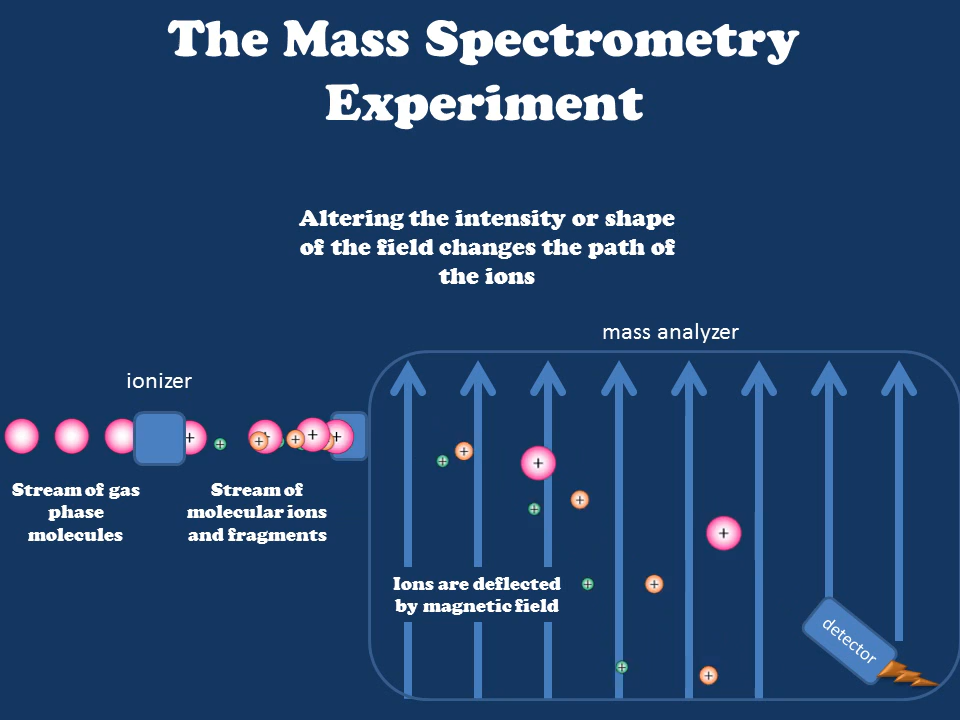 The Mass Spectrometry
Experiment
Altering the intensity or shape
of the field changes the path of
the ions
mass analyzer
ionizer
+
+
+
+
+
+
+
Stream of gas
phase
molecules
Stream of
molecular ions
and fragments
+
+
+
+
+
+
Ions are deflected
by magnetic field
+
+
+
+
detector